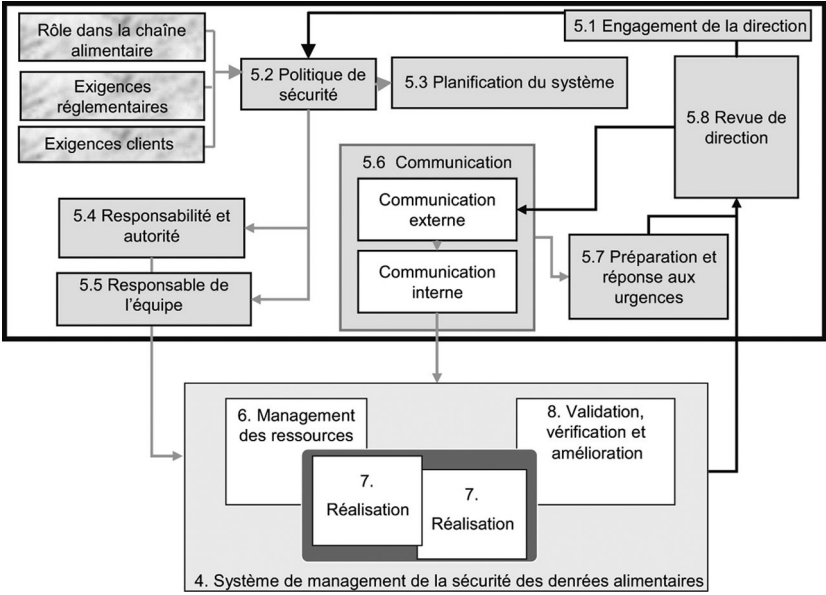 Rôle dans la chaîne
alimentaire
Exigences
réglementaires
Exigences clients
5.1 Engagement de la direction
5.2 Politique de
sécurité
5.3 Planification du système
5.8 Revue de
direction
5.6 Communication
Communication
externe
Communication
interne
5.4 Responsabilité et
autorité
5.5 Responsable de
l'équipe
5.7 Préparation et
réponse aux
urgences
6. Management
des ressources
8. Validation,
vérification et
amélioration
7.
Réalisation
7.
Réalisation
4. Système de management de la sécurité des denrées alimentaires